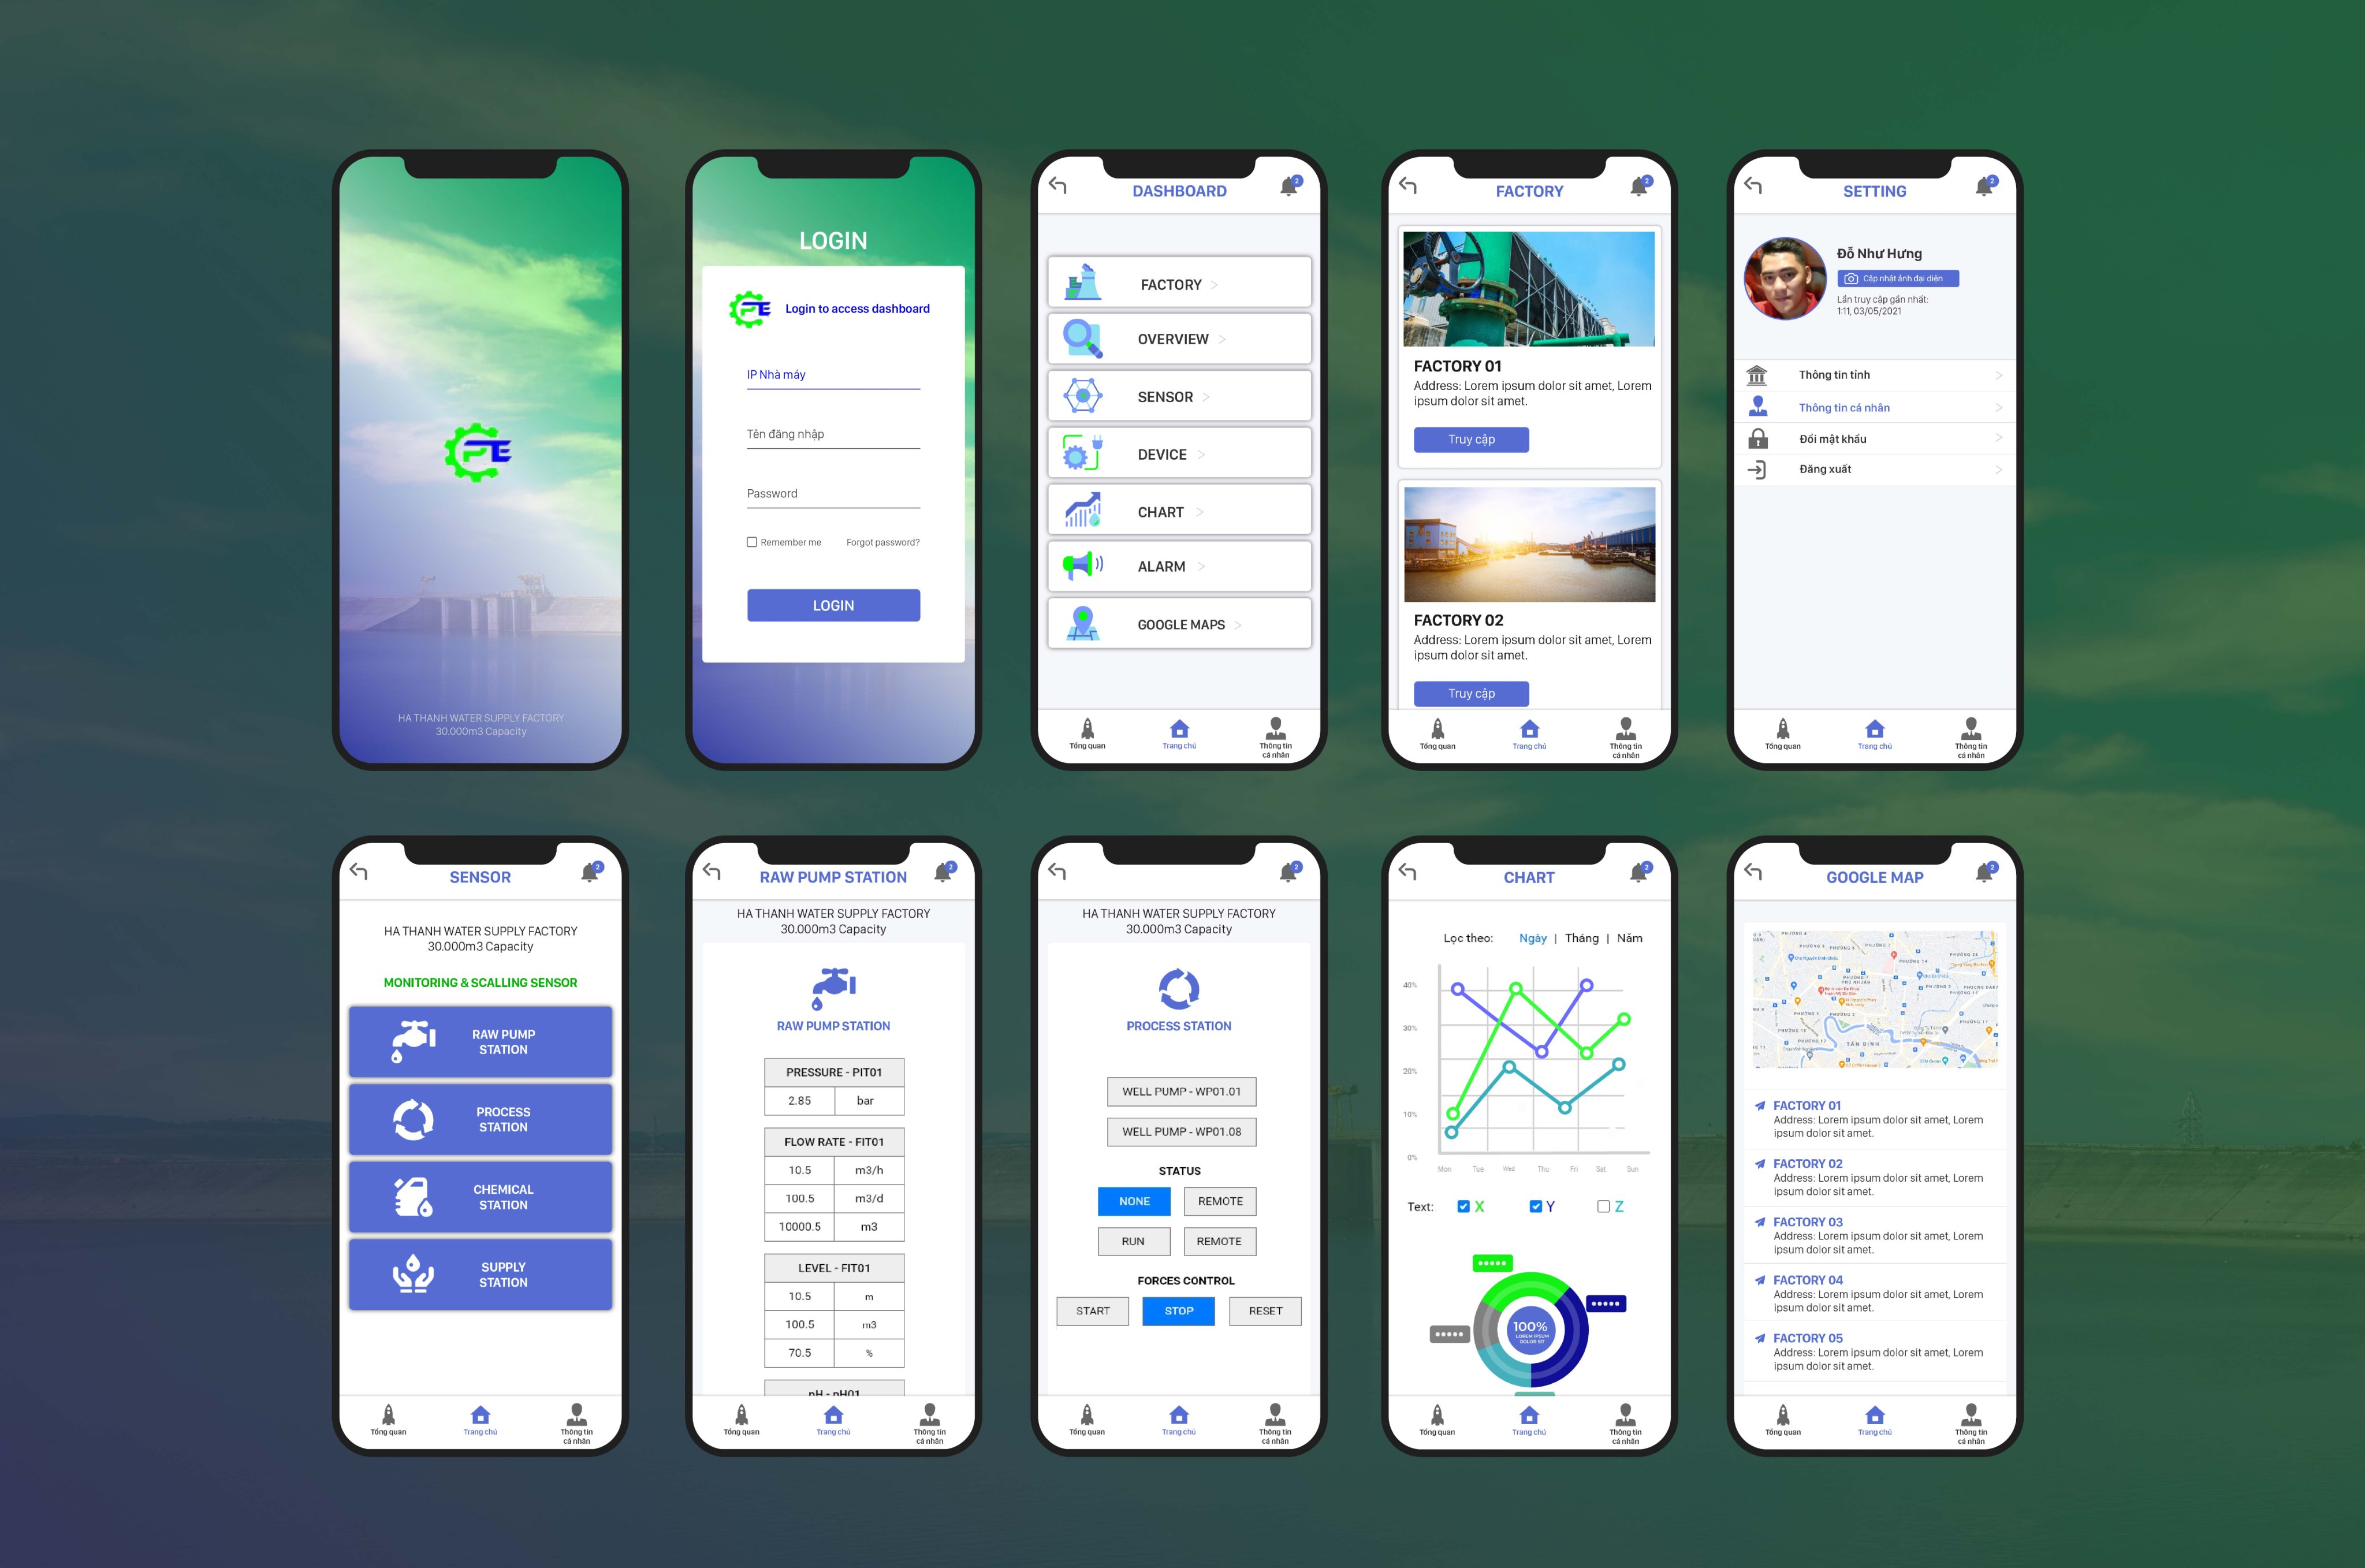 HA THANH WATER SUPPLY FACTORY
30.000m3 Capacity
LOGIN
Login to access dashboard
IP Nhà máy
Tên đăng nhập
Password
Remember me
Forgot password?
LOGIN
DASHBOARD
2
FACTORY
OVERVIEW
SENSOR
DEVICE
CHART
ALARM
GOOGLE MAPS
Tổng quan
Trang chủ
Thông tin
cá nhân
FACTORY
2
FACTORY 01
Address: Lorem ipsum dolor sit amet, Lorem
ipsum dolor sit amet.
Truy cập
FACTORY 02
Address: Lorem ipsum dolor sit amet, Lorem
ipsum dolor sit amet.
Truy cập
Tổng quan
Trang chủ
Thông tin
cá nhân
SETTING
2
Đỗ Như Hưng
Cập nhật ảnh đại diện
Lần truy cập gần nhất:
1:11, 03/05/2021
Thông tin tỉnh
Thông tin cá nhân
Đổi mật khẩu
Đăng xuất
Tổng quan
Trang chủ
Thông tin
cá nhân
SENSOR
2
HA THANH WATER SUPPLY FACTORY
30.000m3 Capacity
MONITORING & SCALLING SENSOR
RAW PUMP
STATION
PROCESS
STATION
CHEMICAL
STATION
SUPPLY
STATION
Tổng quan
Trang chủ
Thông tin
cá nhân
RAW PUMP STATION
2
HA THANH WATER SUPPLY FACTORY
30.000m3 Capacity
RAW PUMP STATION
PRESSURE - PIT01
2.85 bar
FLOW RATE - FIT01
10.5 m3/h
100.5 m3/d
10000.5 m3
LEVEL - FIT01
10.5 m
100.5 m3
70.5 %
pH - pH01
Tổng quan
Trang chủ
Thông tin
cá nhân
2
HA THANH WATER SUPPLY FACTORY
30.000m3 Capacity
PROCESS STATION
WELL PUMP - WP01.01
WELL PUMP - WP01.08
STATUS
NONE REMOTE
RUN REMOTE
FORCES CONTROL
START STOP RESET
Tổng quan
Trang chủ
Thông tin
cá nhân
CHART
2
Lọc theo: Ngày | Tháng | Năm
40%
30%
20%
10%
0%
Mon Tue Wed Thu Fri Sat Sun
Text: X Y Z
100%
LOREM IPSUM
DOLOR SIT
Tổng quan
Trang chủ
Thông tin
cá nhân
GOOGLE MAP
2
TÂN ĐỊNH
FACTORY 01
Address: Lorem ipsum dolor sit amet, Lorem
ipsum dolor sit amet.
FACTORY 02
Address: Lorem ipsum dolor sit amet, Lorem
ipsum dolor sit amet.
FACTORY 03
Address: Lorem ipsum dolor sit amet, Lorem
ipsum dolor sit amet.
FACTORY 04
Address: Lorem ipsum dolor sit amet, Lorem
ipsum dolor sit amet.
FACTORY 05
Address: Lorem ipsum dolor sit amet, Lorem
ipsum dolor sit amet.
Tổng quan
Trang chủ
Thông tin
cá nhân